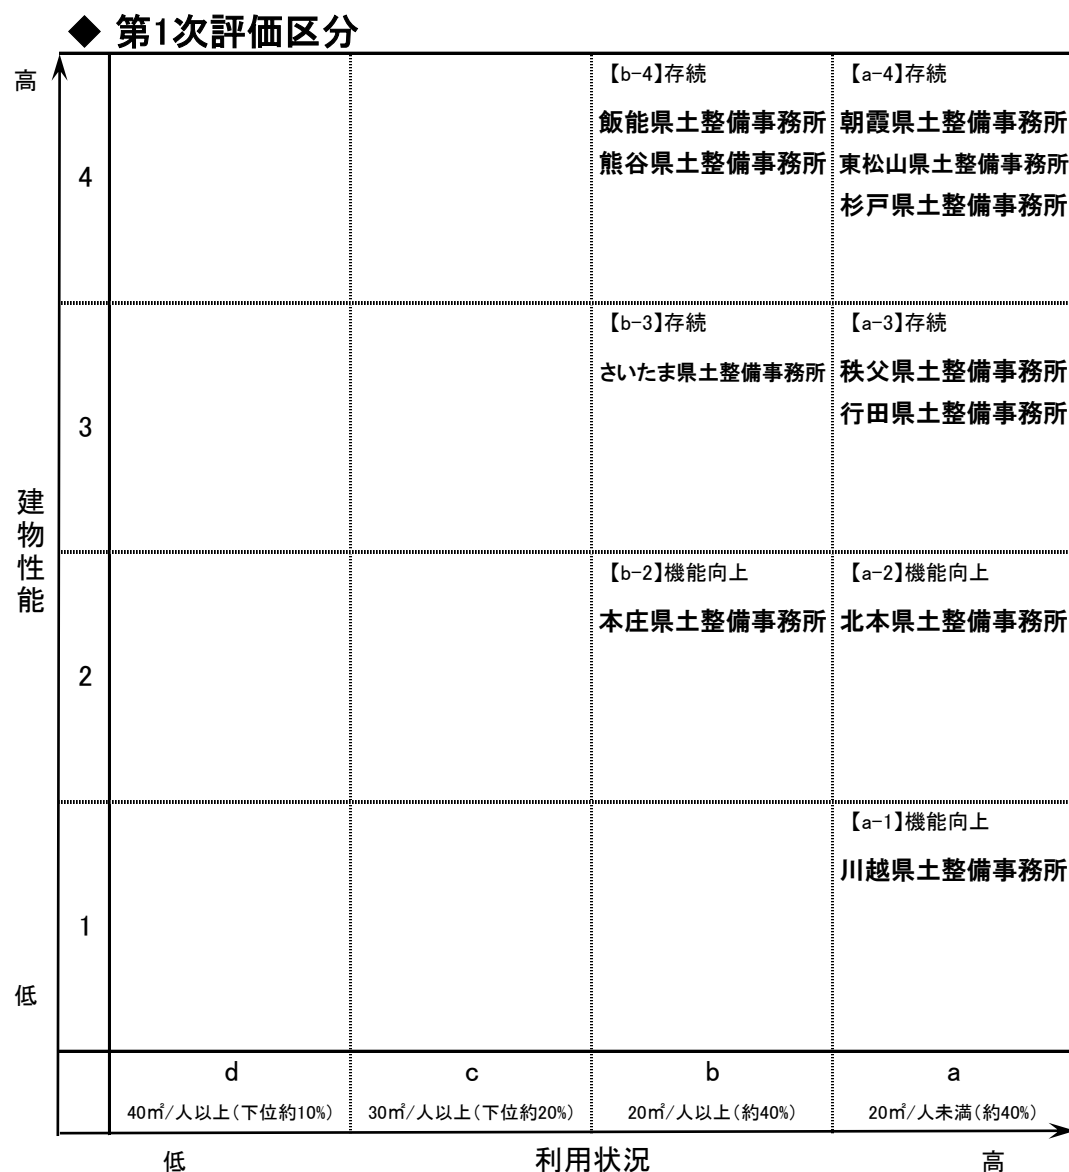 ◆ 第1次評価区分
高
【b-4】存続
【a-4】存続
飯能県土整備事務所
朝霞県土整備事務所
熊谷県土整備事務所
東松山県土整備事務所
杉戸県土整備事務所
4
【b-3】存続
【a-3】存続
さいたま県土整備事務所
秩父県土整備事務所
行田県土整備事務所
3
建物性能
【b-2】機能向上
【a-2】機能向上
本庄県土整備事務所
北本県土整備事務所
2
【a-1】機能向上
川越県土整備事務所
1
低
d
c
b
a
40㎡/人以上(下位約10%)
30㎡/人以上(下位約20%)
20㎡/人以上(約40%)
20㎡/人未満(約40%)
低
利用状況
高